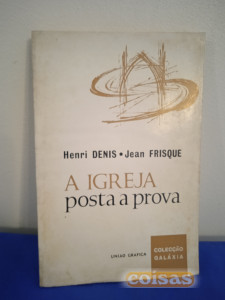 Henri DENIS • Jean FRISQUE
A IGREJA
posta a prova
UNIÃO GRÁFICA
COLECÇÃO
GALÁXIA
coisas